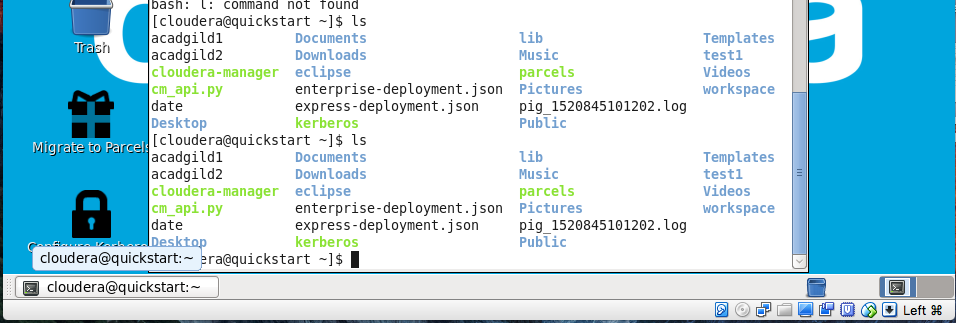 bash: l: command not found
[cloudera@quickstart ~]$ ls
acadgild1 Documents lib Templates
acadgild2 Downloads Music test1
cloudera-manager eclipse parcels Videos
cm_api.py enterprise-deployment.json Pictures workspace
date express-deployment.json pig_1520845101202.log
Desktop kerberos Public
[cloudera@quickstart ~]$ ls
acadgild1 Documents lib Templates
acadgild2 Downloads Music test1
cloudera-manager eclipse parcels Videos
cm_api.py enterprise-deployment.json Pictures workspace
date express-deployment.json pig_1520845101202.log
Desktop kerberos Public
[cloudera@quickstart ~]$
Trash
Migrate to Parcels
cloudera@quickstart:~
cloudera@quickstart:~
Left ⌘